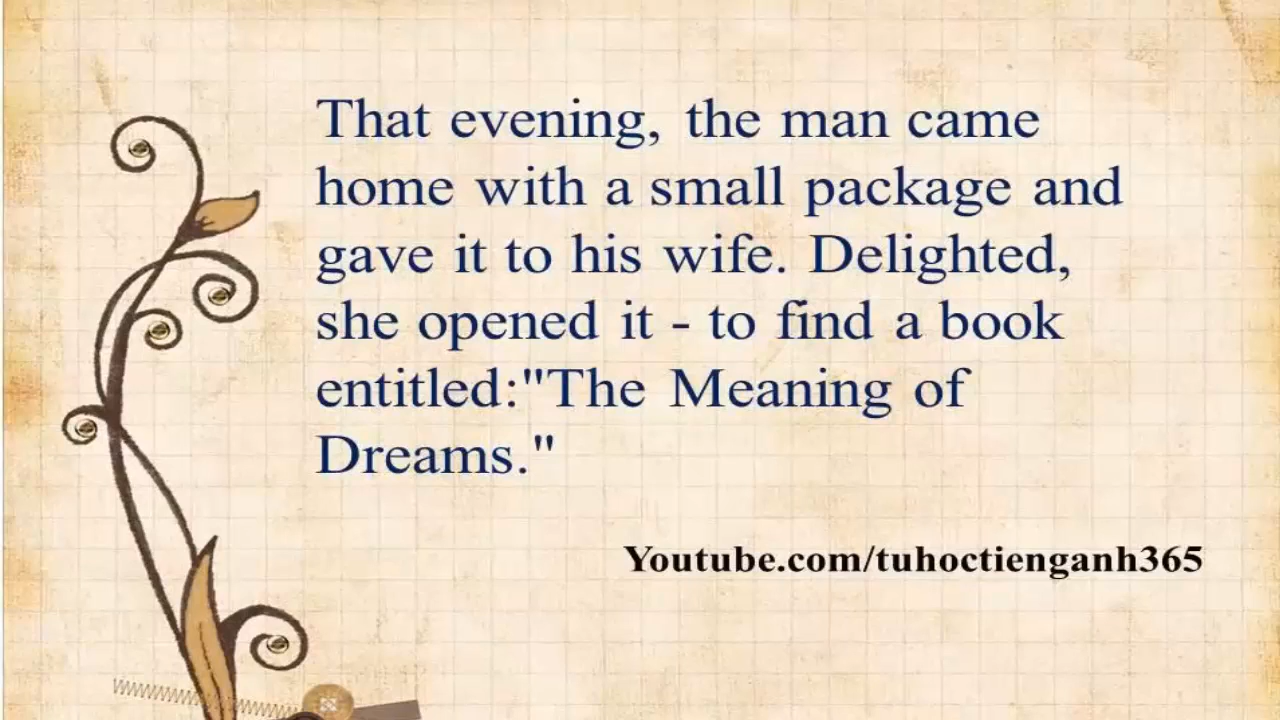 That evening, the man came
home with a small package and
gave it to his wife. Delighted,
she opened it - to find a book
entitled:"The Meaning of
Dreams."
Youtube.com/tuhoctienganh365